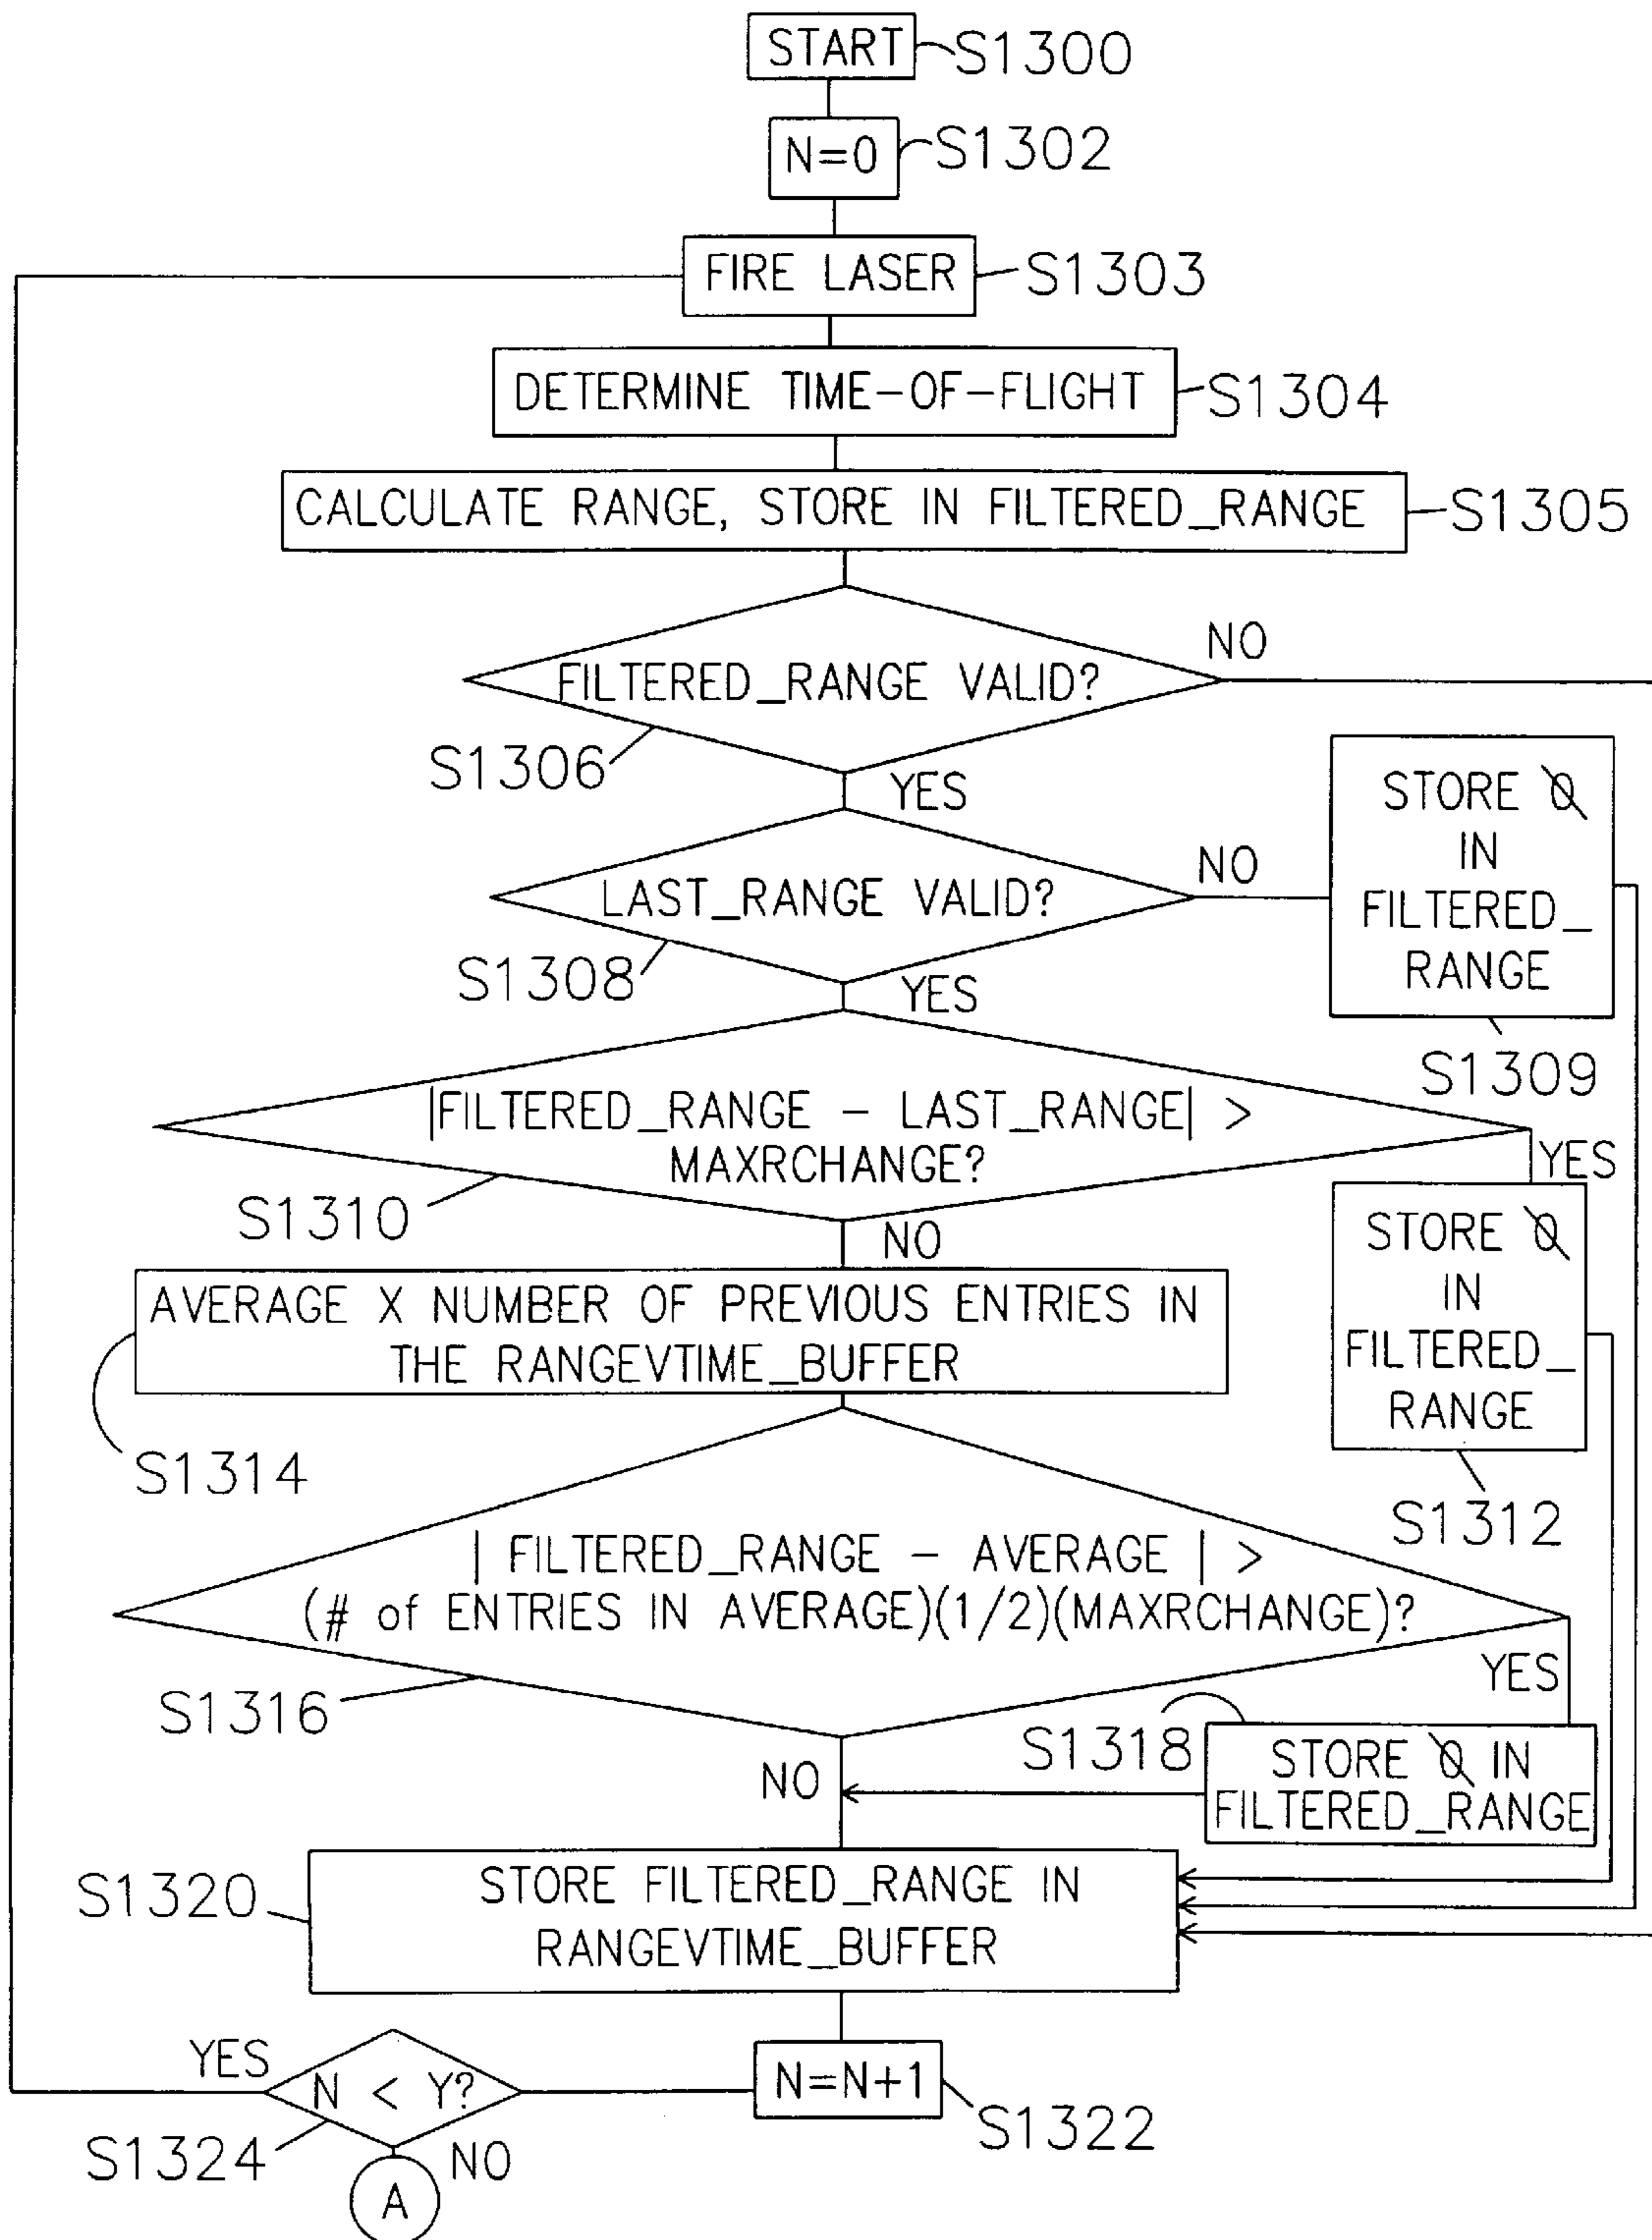 START
S1300
N=0
S1302
FIRE LASER
S1303
DETERMINE TIME-OF-FLIGHT
S1304
CALCULATE RANGE, STORE IN FILTERED_RANGE
S1305
FILTERED_RANGE VALID?
NO
S1306
YES
LAST_RANGE VALID?
NO
STORE 0̸
IN
FILTERED_
RANGE
S1308
YES
S1309
|FILTERED_RANGE - LAST_RANGE| >
MAXRCHANGE?
YES
S1310
NO
STORE 0̸
IN
FILTERED_
RANGE
S1312
AVERAGE X NUMBER OF PREVIOUS ENTRIES IN
THE RANGEVTIME_BUFFER
S1314
| FILTERED_RANGE - AVERAGE | >
(# of ENTRIES IN AVERAGE)(1/2)(MAXRCHANGE)?
YES
S1316
NO
S1318
STORE 0̸ IN
FILTERED_RANGE
S1320
STORE FILTERED_RANGE IN
RANGEVTIME_BUFFER
N=N+1
S1322
YES
N < Y?
S1324
NO
A